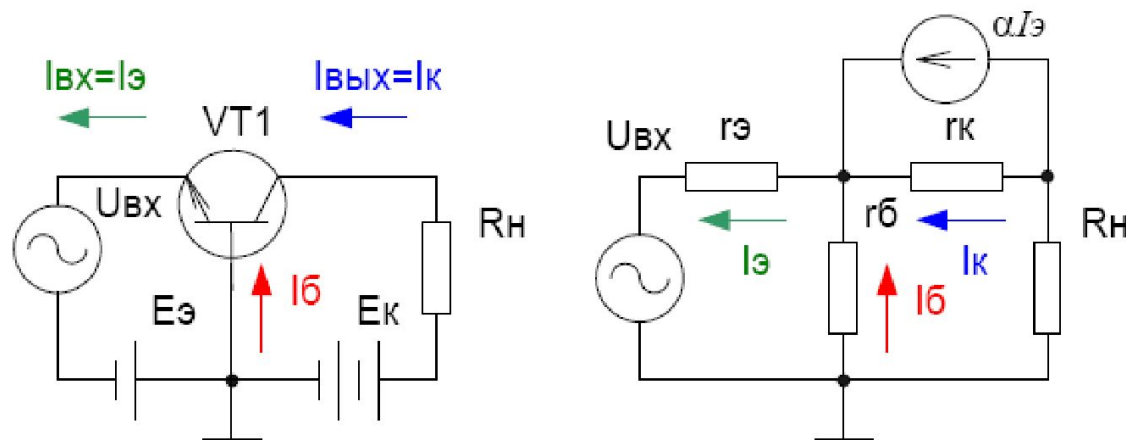 Iвх=Iэ
Iвых=Iк
VT1
Uвх
Rн
Eэ
Iб
Eк
αIэ
Uвх
rэ
rк
rб
Rн
Iэ
Iк
Iб